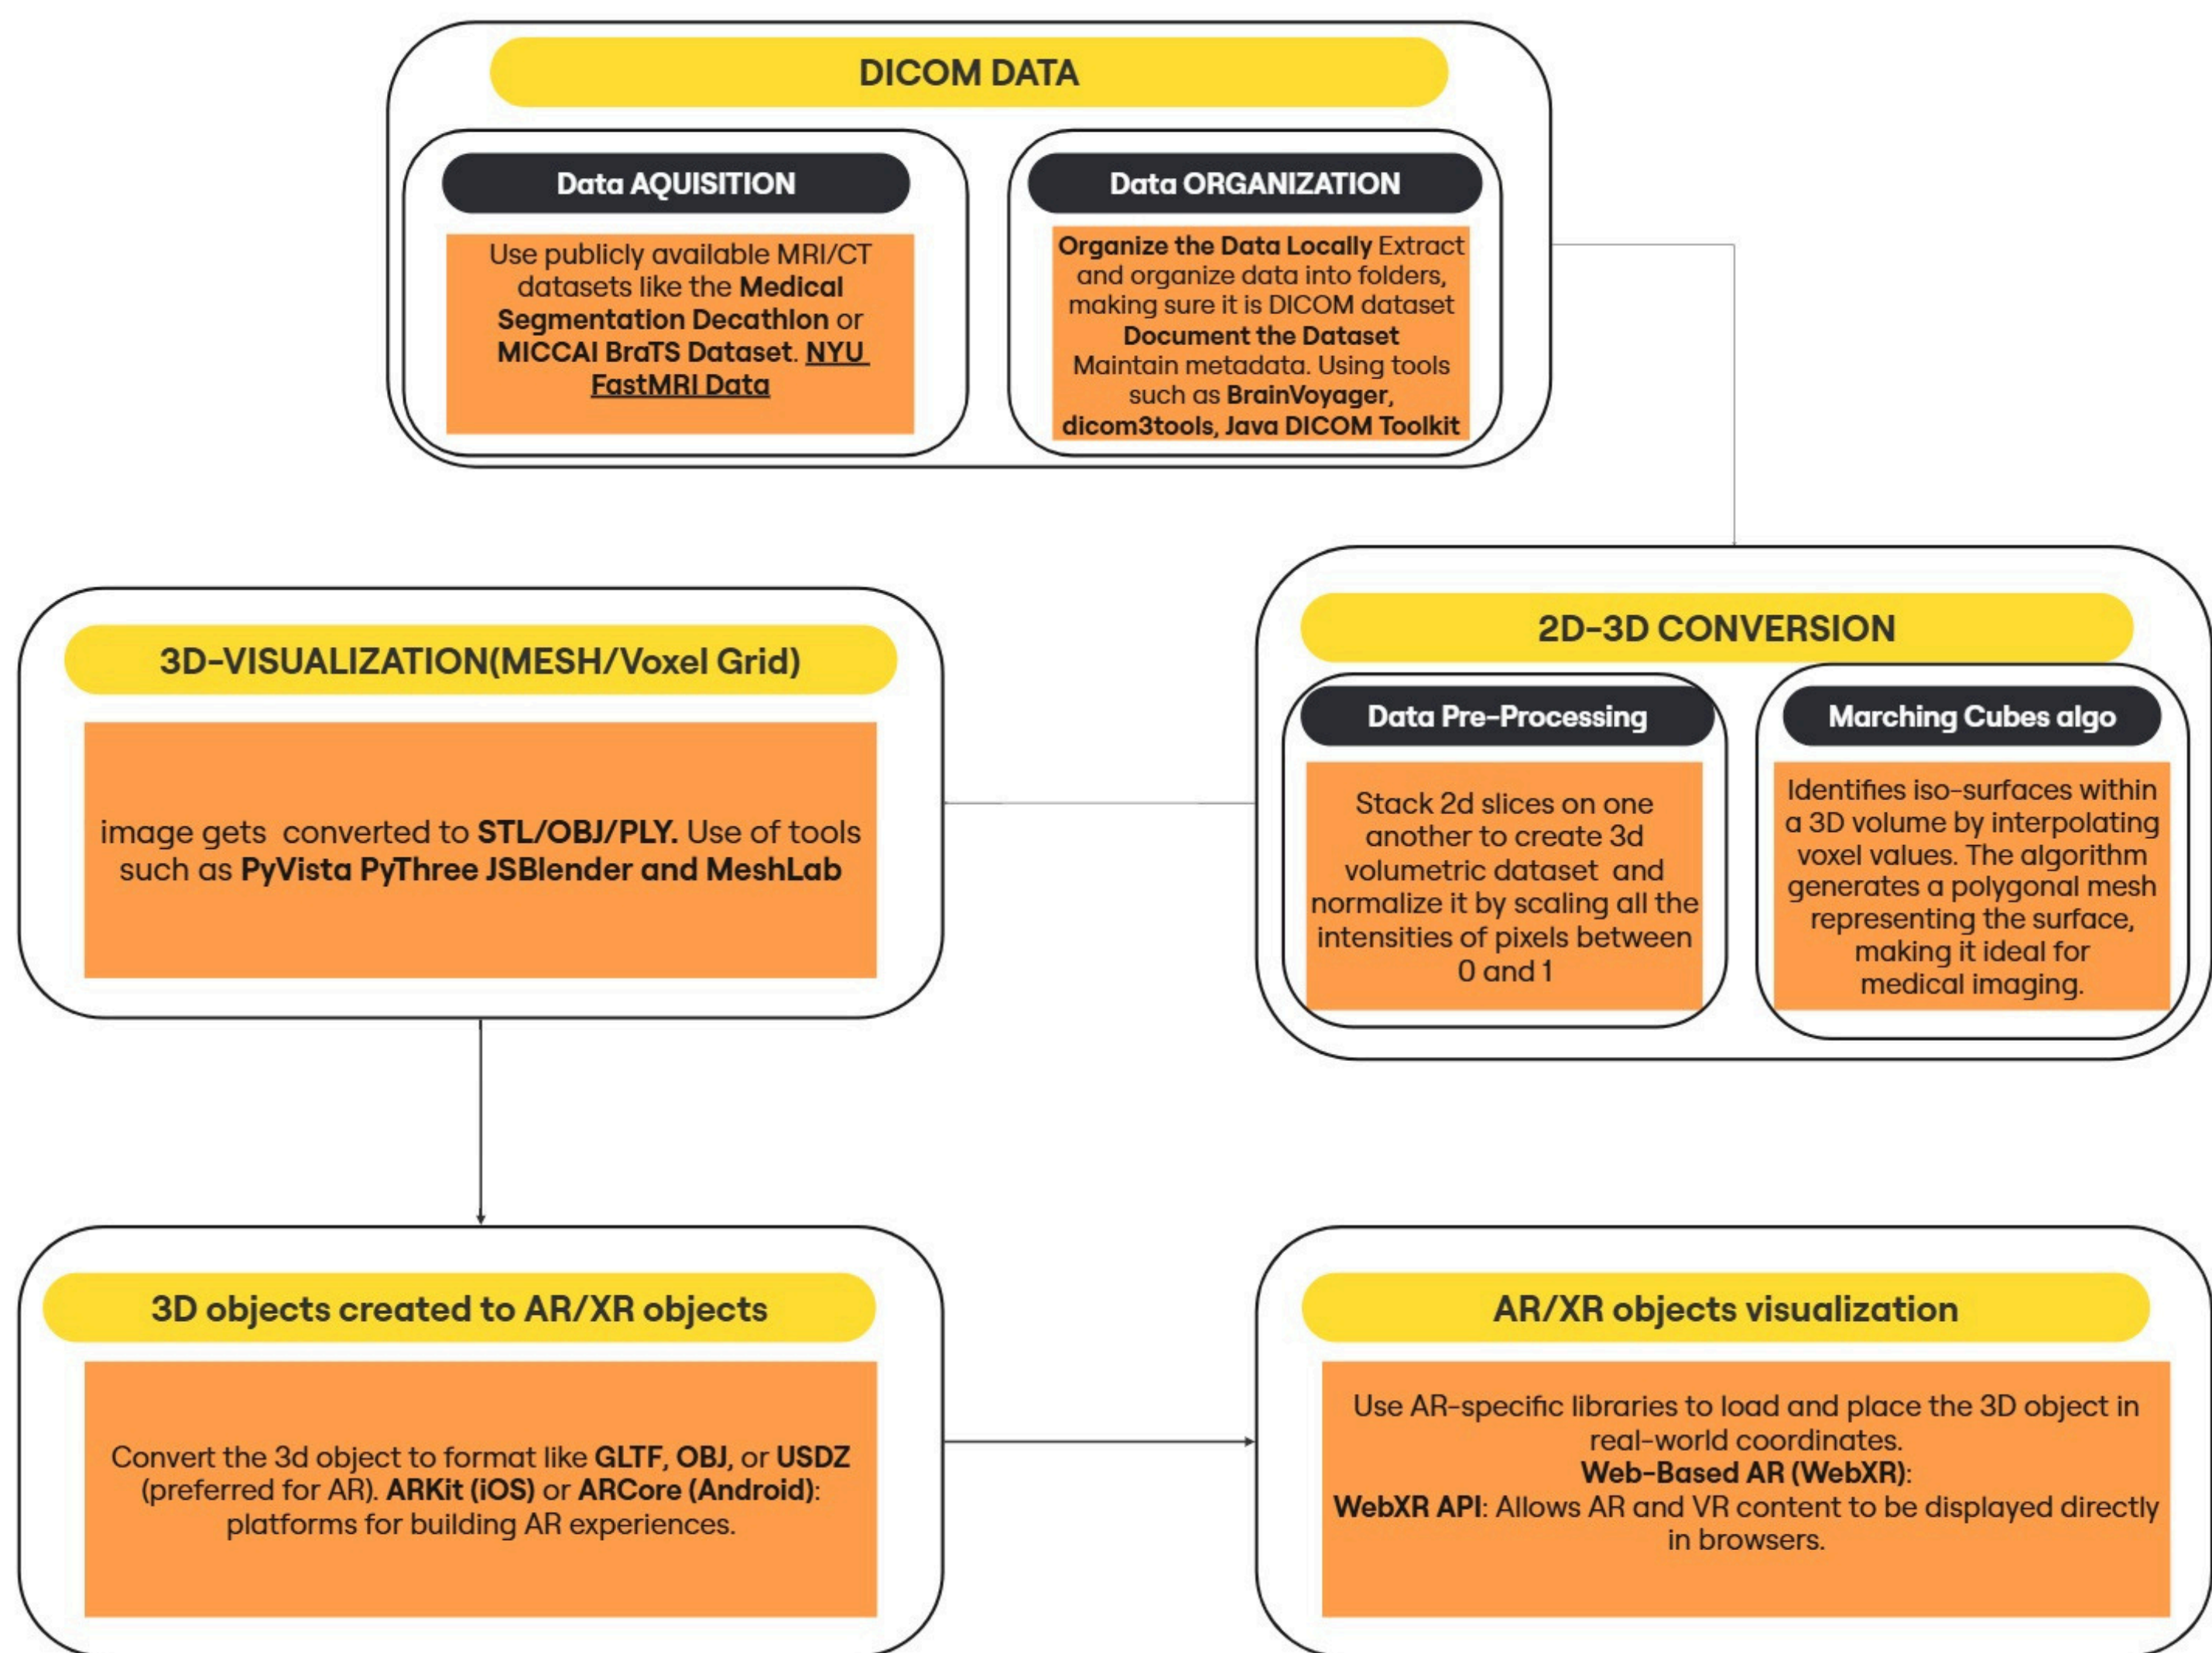 DICOM DATA
Data AQUISITION
Use publicly available MRI/CT
datasets like the Medical
Segmentation Decathlon or
MICCAI BraTS Dataset. NYU
FastMRI Data
Data ORGANIZATION
Organize the Data Locally Extract
and organize data into folders,
making sure it is DICOM dataset
Document the Dataset
Maintain metadata. Using tools
such as BrainVoyager,
dicom3tools, Java DICOM Toolkit
2D-3D CONVERSION
Data Pre-Processing
Stack 2d slices on one
another to create 3d
volumetric dataset and
normalize it by scaling all the
intensities of pixels between
0 and 1
Marching Cubes algo
Identifies iso-surfaces within
a 3D volume by interpolating
voxel values. The algorithm
generates a polygonal mesh
representing the surface,
making it ideal for
medical imaging.
3D-VISUALIZATION(MESH/Voxel Grid)
image gets converted to STL/OBJ/PLY. Use of tools
such as PyVista PyThree JSBlender and MeshLab
3D objects created to AR/XR objects
Convert the 3d object to format like GLTF, OBJ, or USDZ
(preferred for AR). ARKit (iOS) or ARCore (Android):
platforms for building AR experiences.
AR/XR objects visualization
Use AR-specific libraries to load and place the 3D object in
real-world coordinates.
Web-Based AR (WebXR):
WebXR API: Allows AR and VR content to be displayed directly
in browsers.